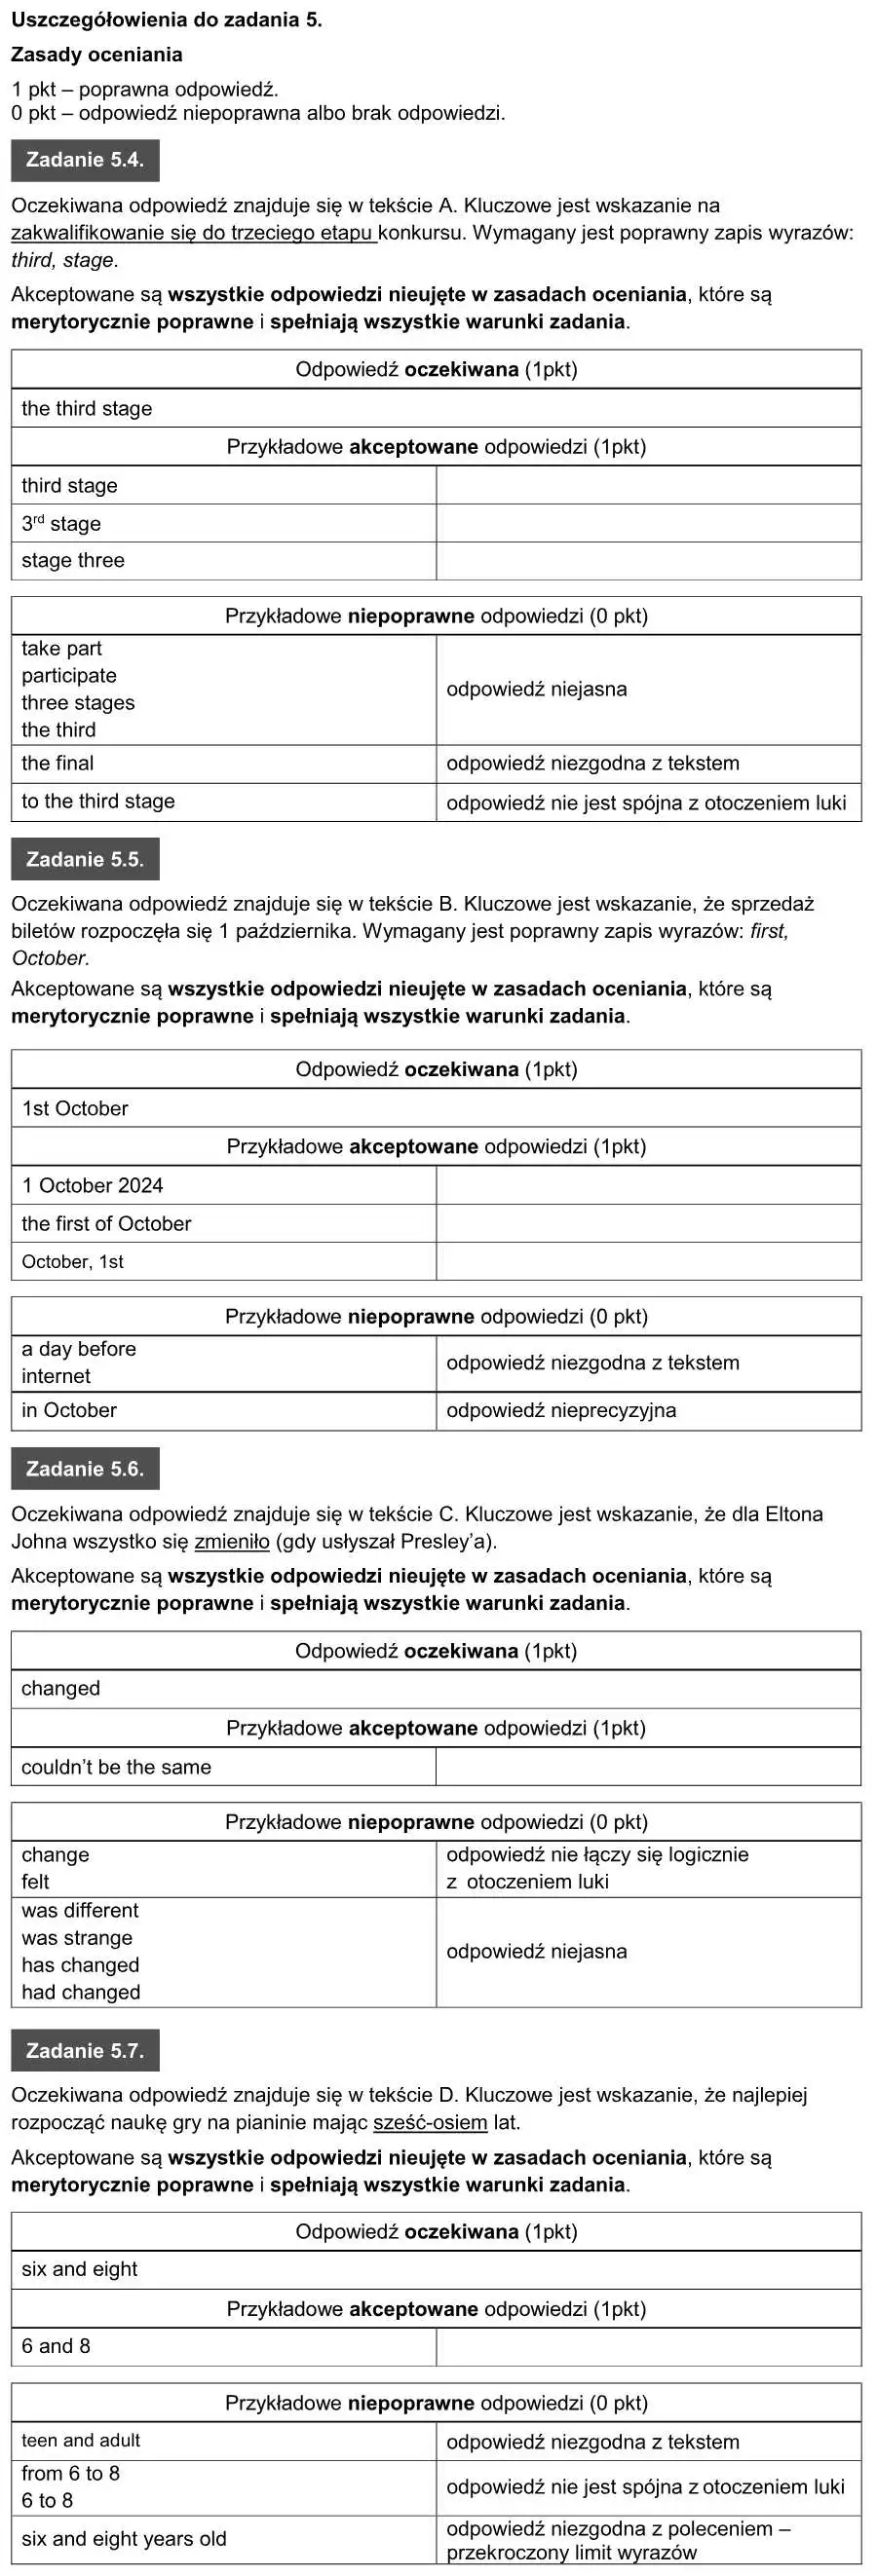 Uszczegółowienia do zadania 5.
Zasady oceniania
1 pkt – poprawna odpowiedź.
0 pkt – odpowiedź niepoprawna albo brak odpowiedzi.
Zadanie 5.4.
Oczekiwana odpowiedź znajduje się w tekście A. Kluczowe jest wskazanie na
zakwalifikowanie się do trzeciego etapu konkursu. Wymagany jest poprawny zapis wyrazów:
third, stage.
Akceptowane są wszystkie odpowiedzi nieujęte w zasadach oceniania, które są
merytorycznie poprawne i spełniają wszystkie warunki zadania.
Odpowiedź oczekiwana (1pkt)
the third stage
Przykładowe akceptowane odpowiedzi (1pkt)
third stage
3rd stage
stage three
Przykładowe niepoprawne odpowiedzi (0 pkt)
take part
participate
three stages
the third
odpowiedź niejasna
the final
odpowiedź niezgodna z tekstem
to the third stage
odpowiedź nie jest spójna z otoczeniem luki
Zadanie 5.5.
Oczekiwana odpowiedź znajduje się w tekście B. Kluczowe jest wskazanie, że sprzedaż
biletów rozpoczęła się 1 października. Wymagany jest poprawny zapis wyrazów: first,
October.
Akceptowane są wszystkie odpowiedzi nieujęte w zasadach oceniania, które są
merytorycznie poprawne i spełniają wszystkie warunki zadania.
Odpowiedź oczekiwana (1pkt)
1st October
Przykładowe akceptowane odpowiedzi (1pkt)
1 October 2024
the first of October
October, 1st
Przykładowe niepoprawne odpowiedzi (0 pkt)
a day before
internet
odpowiedź niezgodna z tekstem
in October
odpowiedź nieprecyzyjna
Zadanie 5.6.
Oczekiwana odpowiedź znajduje się w tekście C. Kluczowe jest wskazanie, że dla Eltona
Johna wszystko się zmieniło (gdy usłyszał Presley’a).
Akceptowane są wszystkie odpowiedzi nieujęte w zasadach oceniania, które są
merytorycznie poprawne i spełniają wszystkie warunki zadania.
Odpowiedź oczekiwana (1pkt)
changed
Przykładowe akceptowane odpowiedzi (1pkt)
couldn’t be the same
Przykładowe niepoprawne odpowiedzi (0 pkt)
change
felt
odpowiedź nie łączy się logicznie
z otoczeniem luki
was different
was strange
has changed
had changed
odpowiedź niejasna
Zadanie 5.7.
Oczekiwana odpowiedź znajduje się w tekście D. Kluczowe jest wskazanie, że najlepiej
rozpocząć naukę gry na pianinie mając sześć-osiem lat.
Akceptowane są wszystkie odpowiedzi nieujęte w zasadach oceniania, które są
merytorycznie poprawne i spełniają wszystkie warunki zadania.
Odpowiedź oczekiwana (1pkt)
six and eight
Przykładowe akceptowane odpowiedzi (1pkt)
6 and 8
Przykładowe niepoprawne odpowiedzi (0 pkt)
teen and adult
odpowiedź niezgodna z tekstem
from 6 to 8
6 to 8
odpowiedź nie jest spójna z otoczeniem luki
six and eight years old
odpowiedź niezgodna z poleceniem –
przekroczony limit wyrazów